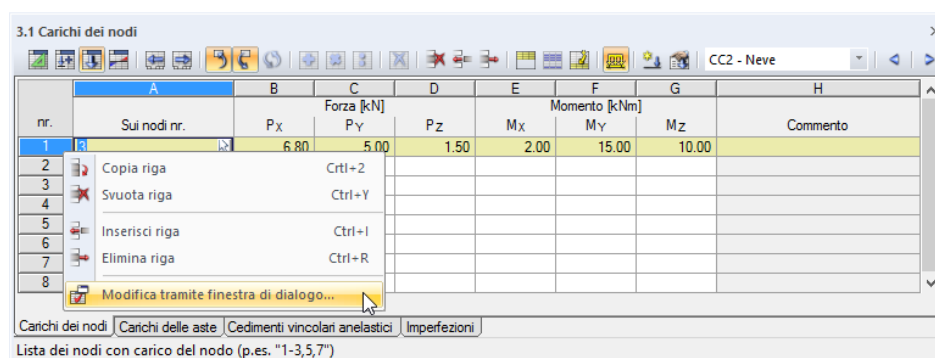 3.1 Carichi dei nodi
CC2 - Neve
A B C D E F G H
Forza [kN] Momento [kNm]
nr. Sui nodi nr. PX PY PZ MX MY MZ Commento
1 3 6.80 5.00 1.50 2.00 15.00 10.00
2 Copia riga Crtl+2
3
Svuota riga Ctrl+Y
4
5
Inserisci riga Ctrl+I
6
7 Elimina riga Ctrl+R
8
Modifica tramite finestra di dialogo...
Carichi dei nodi Carichi delle aste Cedimenti vincolari anelastici Imperfezioni
Lista dei nodi con carico del nodo (p.es. "1-3,5,7")